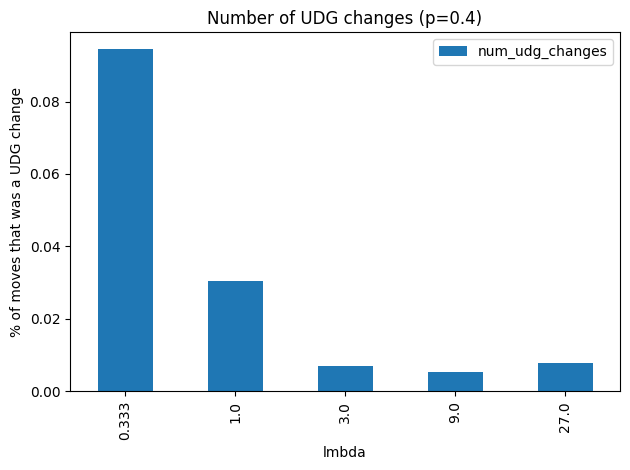 Number of UDG changes (p=0.4)
num_udg_changes
% of moves that was a UDG change
0.08
0.06
0.04
0.02
0.00
0.333
1.0
3.0
9.0
27.0
lmbda